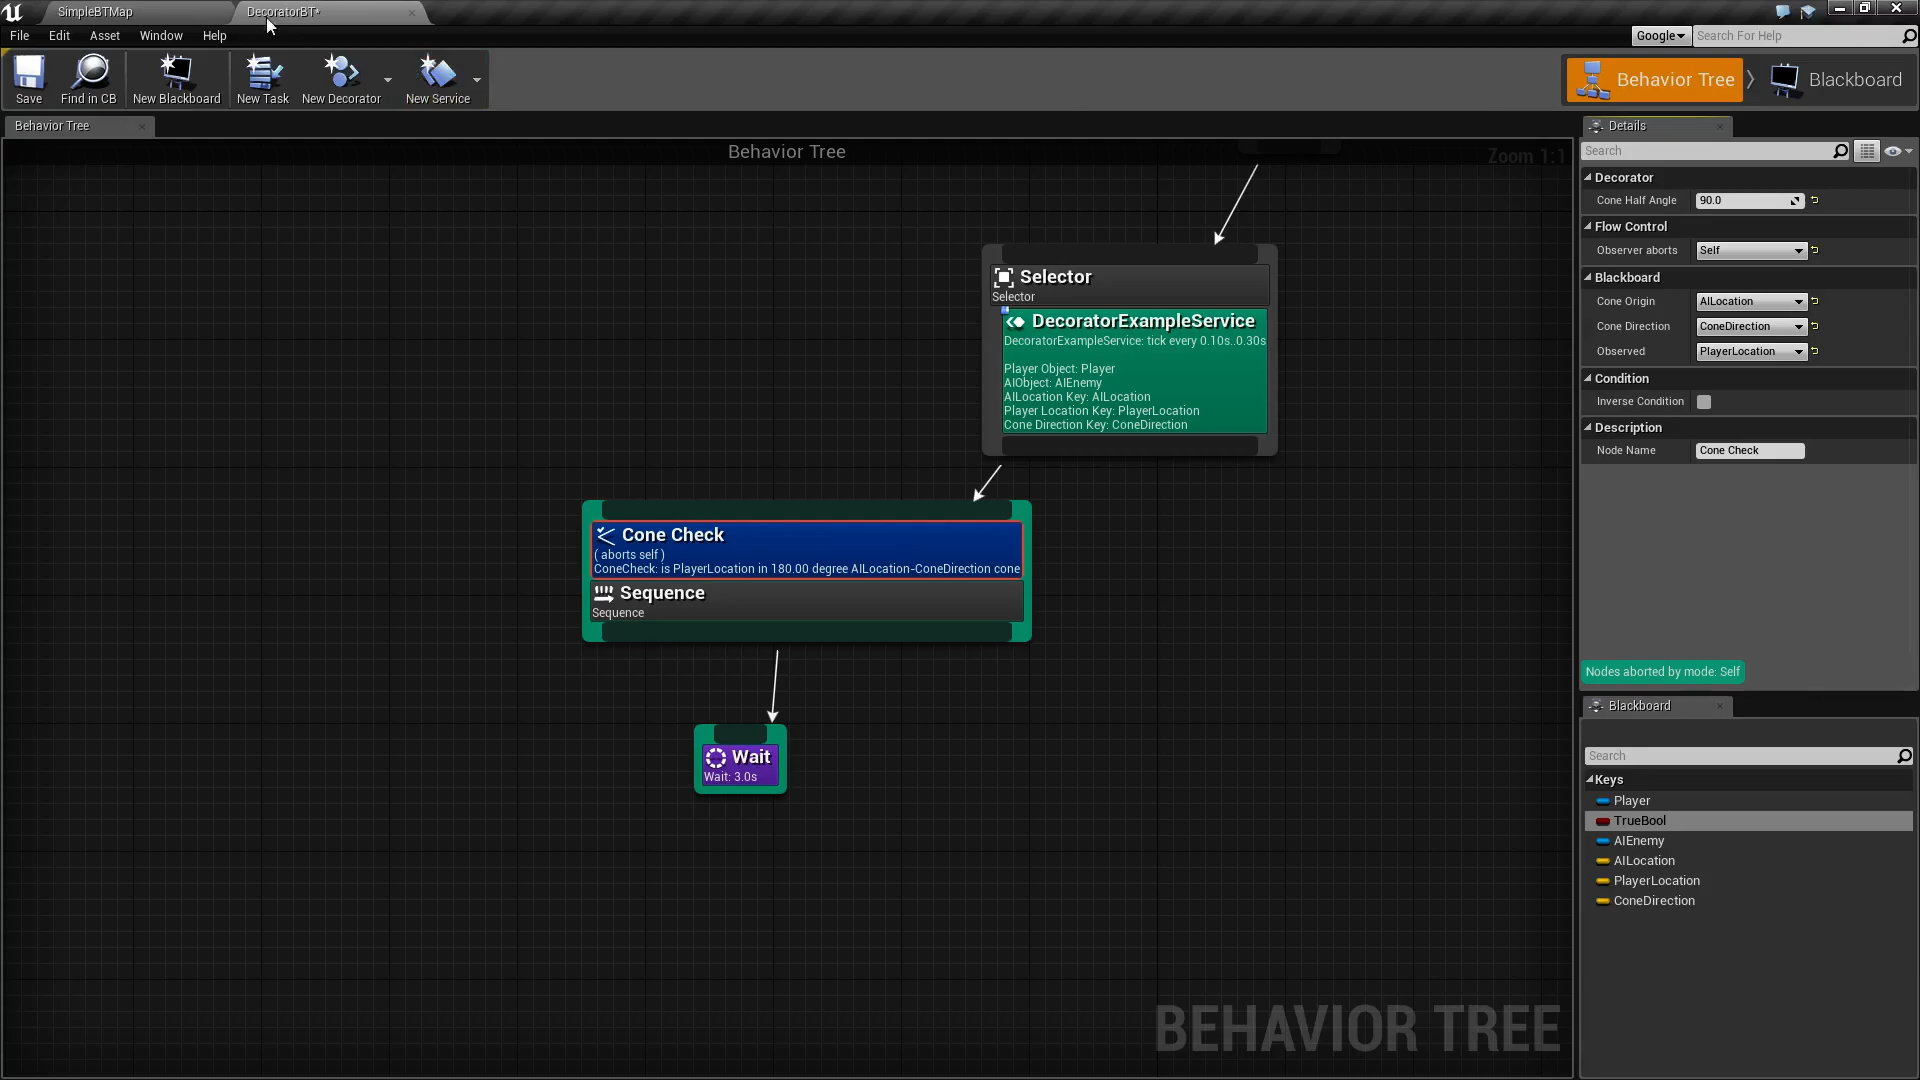 SimpleBTMap
DecoratorBT*
File Edit Asset Window Help
Google
Search For Help
Save
Find in CB
New Blackboard
New Task
New Decorator
New Service
Behavior Tree
Blackboard
Behavior Tree
Behavior Tree
Zoom 1:1
Selector
Selector
DecoratorExampleService
DecoratorExampleService: tick every 0.10s..0.30s
Player Object: Player
AIObject: AIEnemy
AILocation Key: AILocation
Player Location Key: PlayerLocation
Cone Direction Key: ConeDirection
Cone Check
( aborts self )
ConeCheck: is PlayerLocation in 180.00 degree AILocation-ConeDirection cone
Sequence
Sequence
Wait
Wait: 3.0s
BEHAVIOR TREE
Details
Search
Decorator
Cone Half Angle 90.0
Flow Control
Observer aborts Self
Blackboard
Cone Origin AILocation
Cone Direction ConeDirection
Observed PlayerLocation
Condition
Inverse Condition
Description
Node Name Cone Check
Nodes aborted by mode: Self
Blackboard
Search
Keys
Player
TrueBool
AIEnemy
AILocation
PlayerLocation
ConeDirection